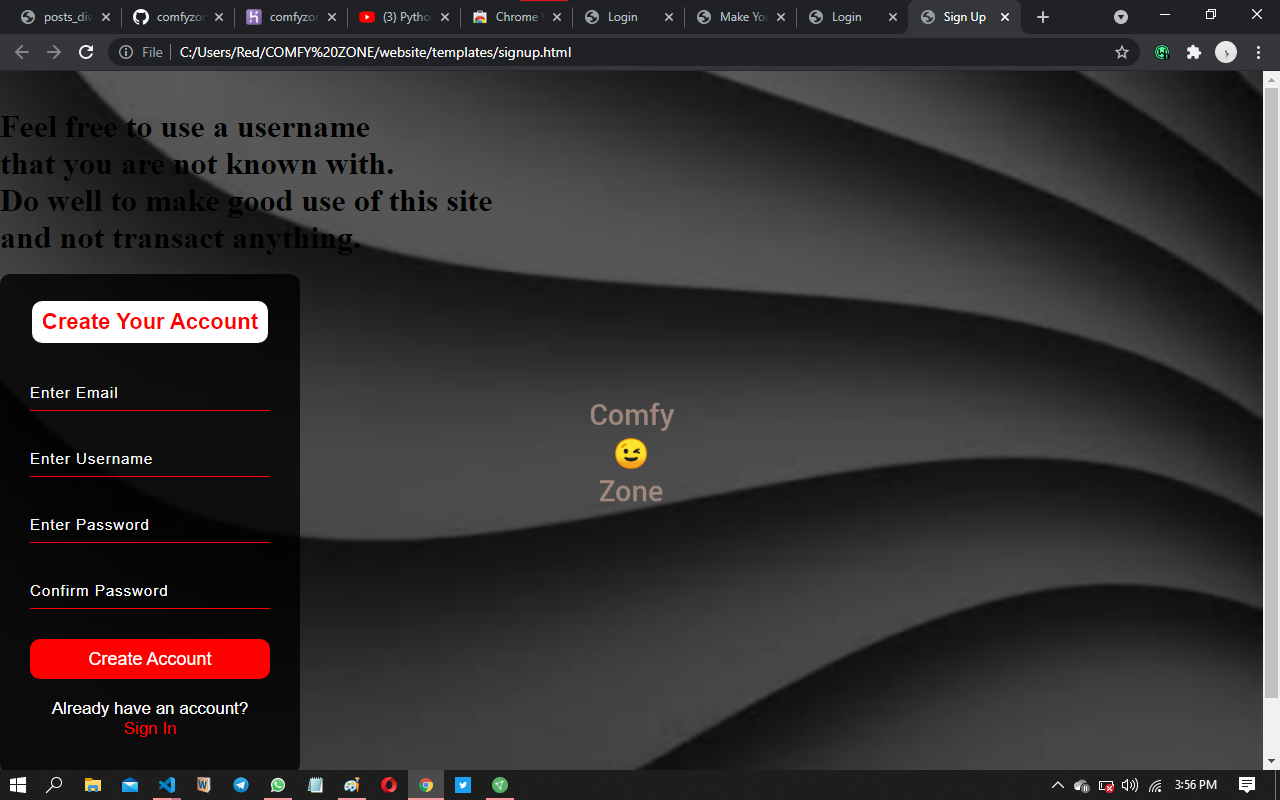 posts_div
comfyzor
comfyzor
(3) Pytho
Chrome
Login
Make You
Login
Sign Up
File
C:/Users/Red/COMFY%20ZONE/website/templates/signup.html
Feel free to use a username
that you are not known with.
Do well to make good use of this site
and not transact anything.
Create Your Account
Enter Email
Enter Username
Enter Password
Confirm Password
Create Account
Already have an account?
Sign In
Comfy
Zone
3:56 PM